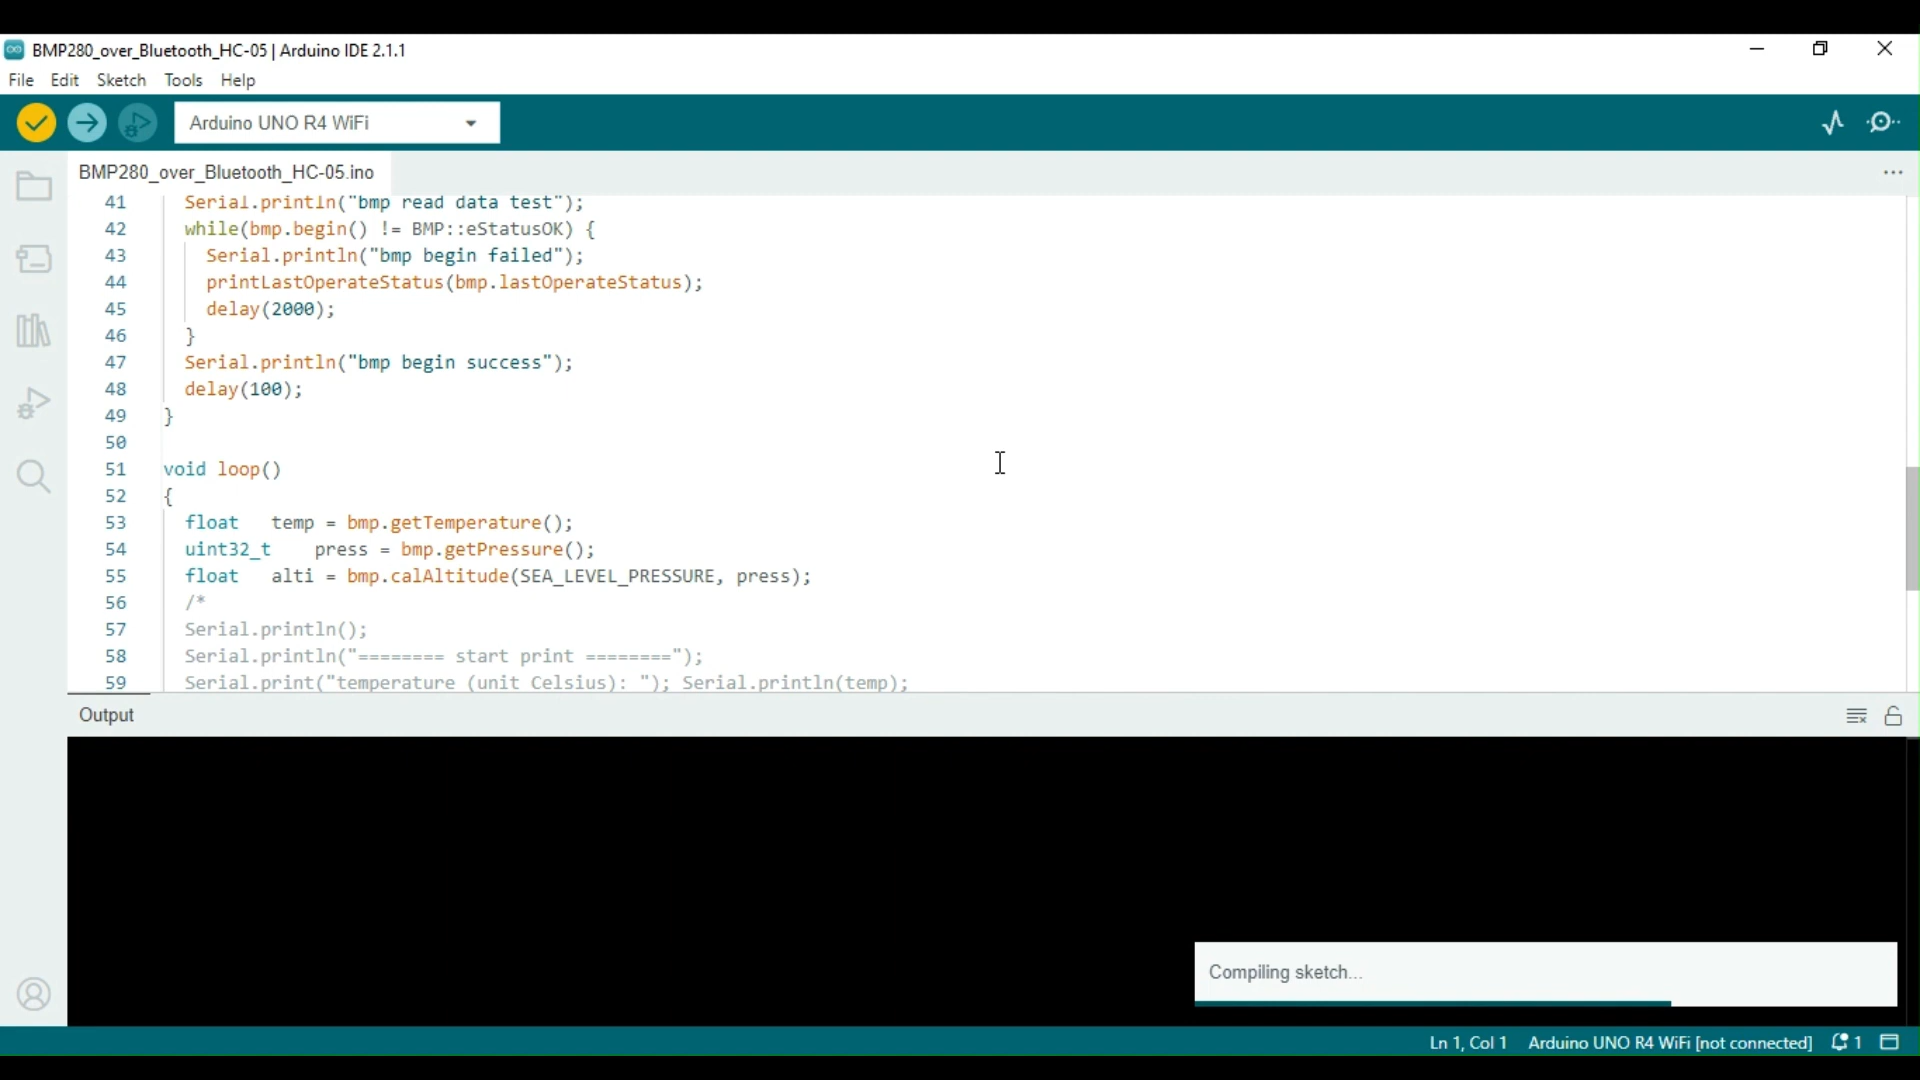 BMP280_over_Bluetooth_HC-05 | Arduino IDE 2.1.1
File Edit Sketch Tools Help
Arduino UNO R4 WiFi
BMP280_over_Bluetooth_HC-05.ino
41 Serial.println("bmp read data test");
42 while(bmp.begin() != BMP::eStatusOK) {
43 Serial.println("bmp begin failed");
44 printLastOperateStatus(bmp.lastOperateStatus);
45 delay(2000);
46 }
47 Serial.println("bmp begin success");
48 delay(100);
49 }
50
51 void loop()
52 {
53 float   temp = bmp.getTemperature();
54 uint32_t    press = bmp.getPressure();
55 float   alti = bmp.calAltitude(SEA_LEVEL_PRESSURE, press);
56 /*
57 Serial.println();
58 Serial.println("======== start print ========");
59 Serial.print("temperature (unit Celsius): "); Serial.println(temp);
Output
Compiling sketch...
Ln 1, Col 1 Arduino UNO R4 WiFi [not connected] 1